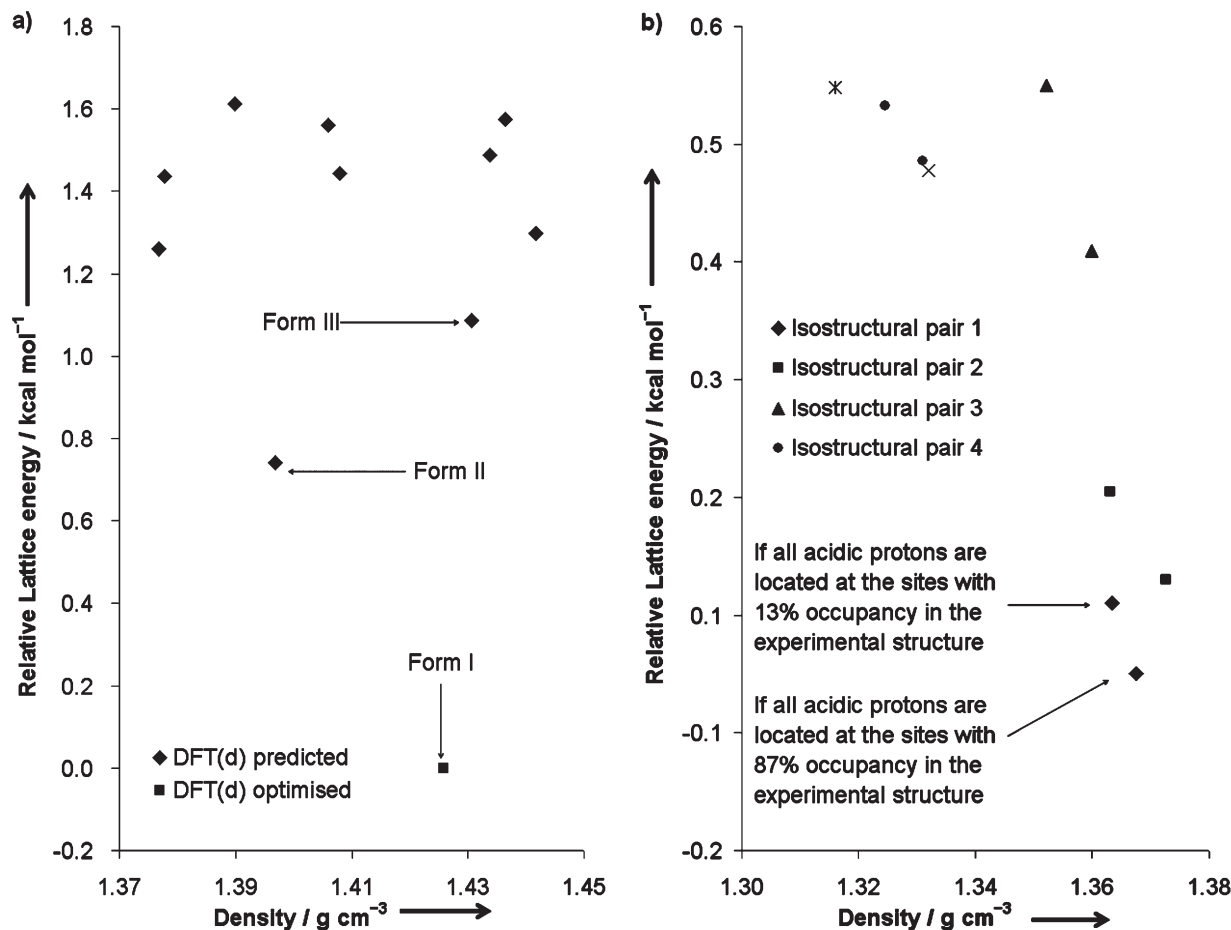 a)
1.8
1.6
1.4
1.2
1.0
0.8
0.6
0.4
0.2
0.0
-0.2
Relative Lattice energy / kcal mol⁻¹
Form III
Form II
Form I
DFT(d) predicted
DFT(d) optimised
1.37
1.39
1.41
1.43
1.45
Density / g cm⁻³
b)
0.6
0.5
0.4
0.3
0.2
0.1
-0.1
-0.2
Relative Lattice energy / kcal mol⁻¹
Isostructural pair 1
Isostructural pair 2
Isostructural pair 3
Isostructural pair 4
If all acidic protons are
located at the sites with
13% occupancy in the
experimental structure
If all acidic protons are
located at the sites with
87% occupancy in the
experimental structure
1.30
1.32
1.34
1.36
1.38
Density / g cm⁻³